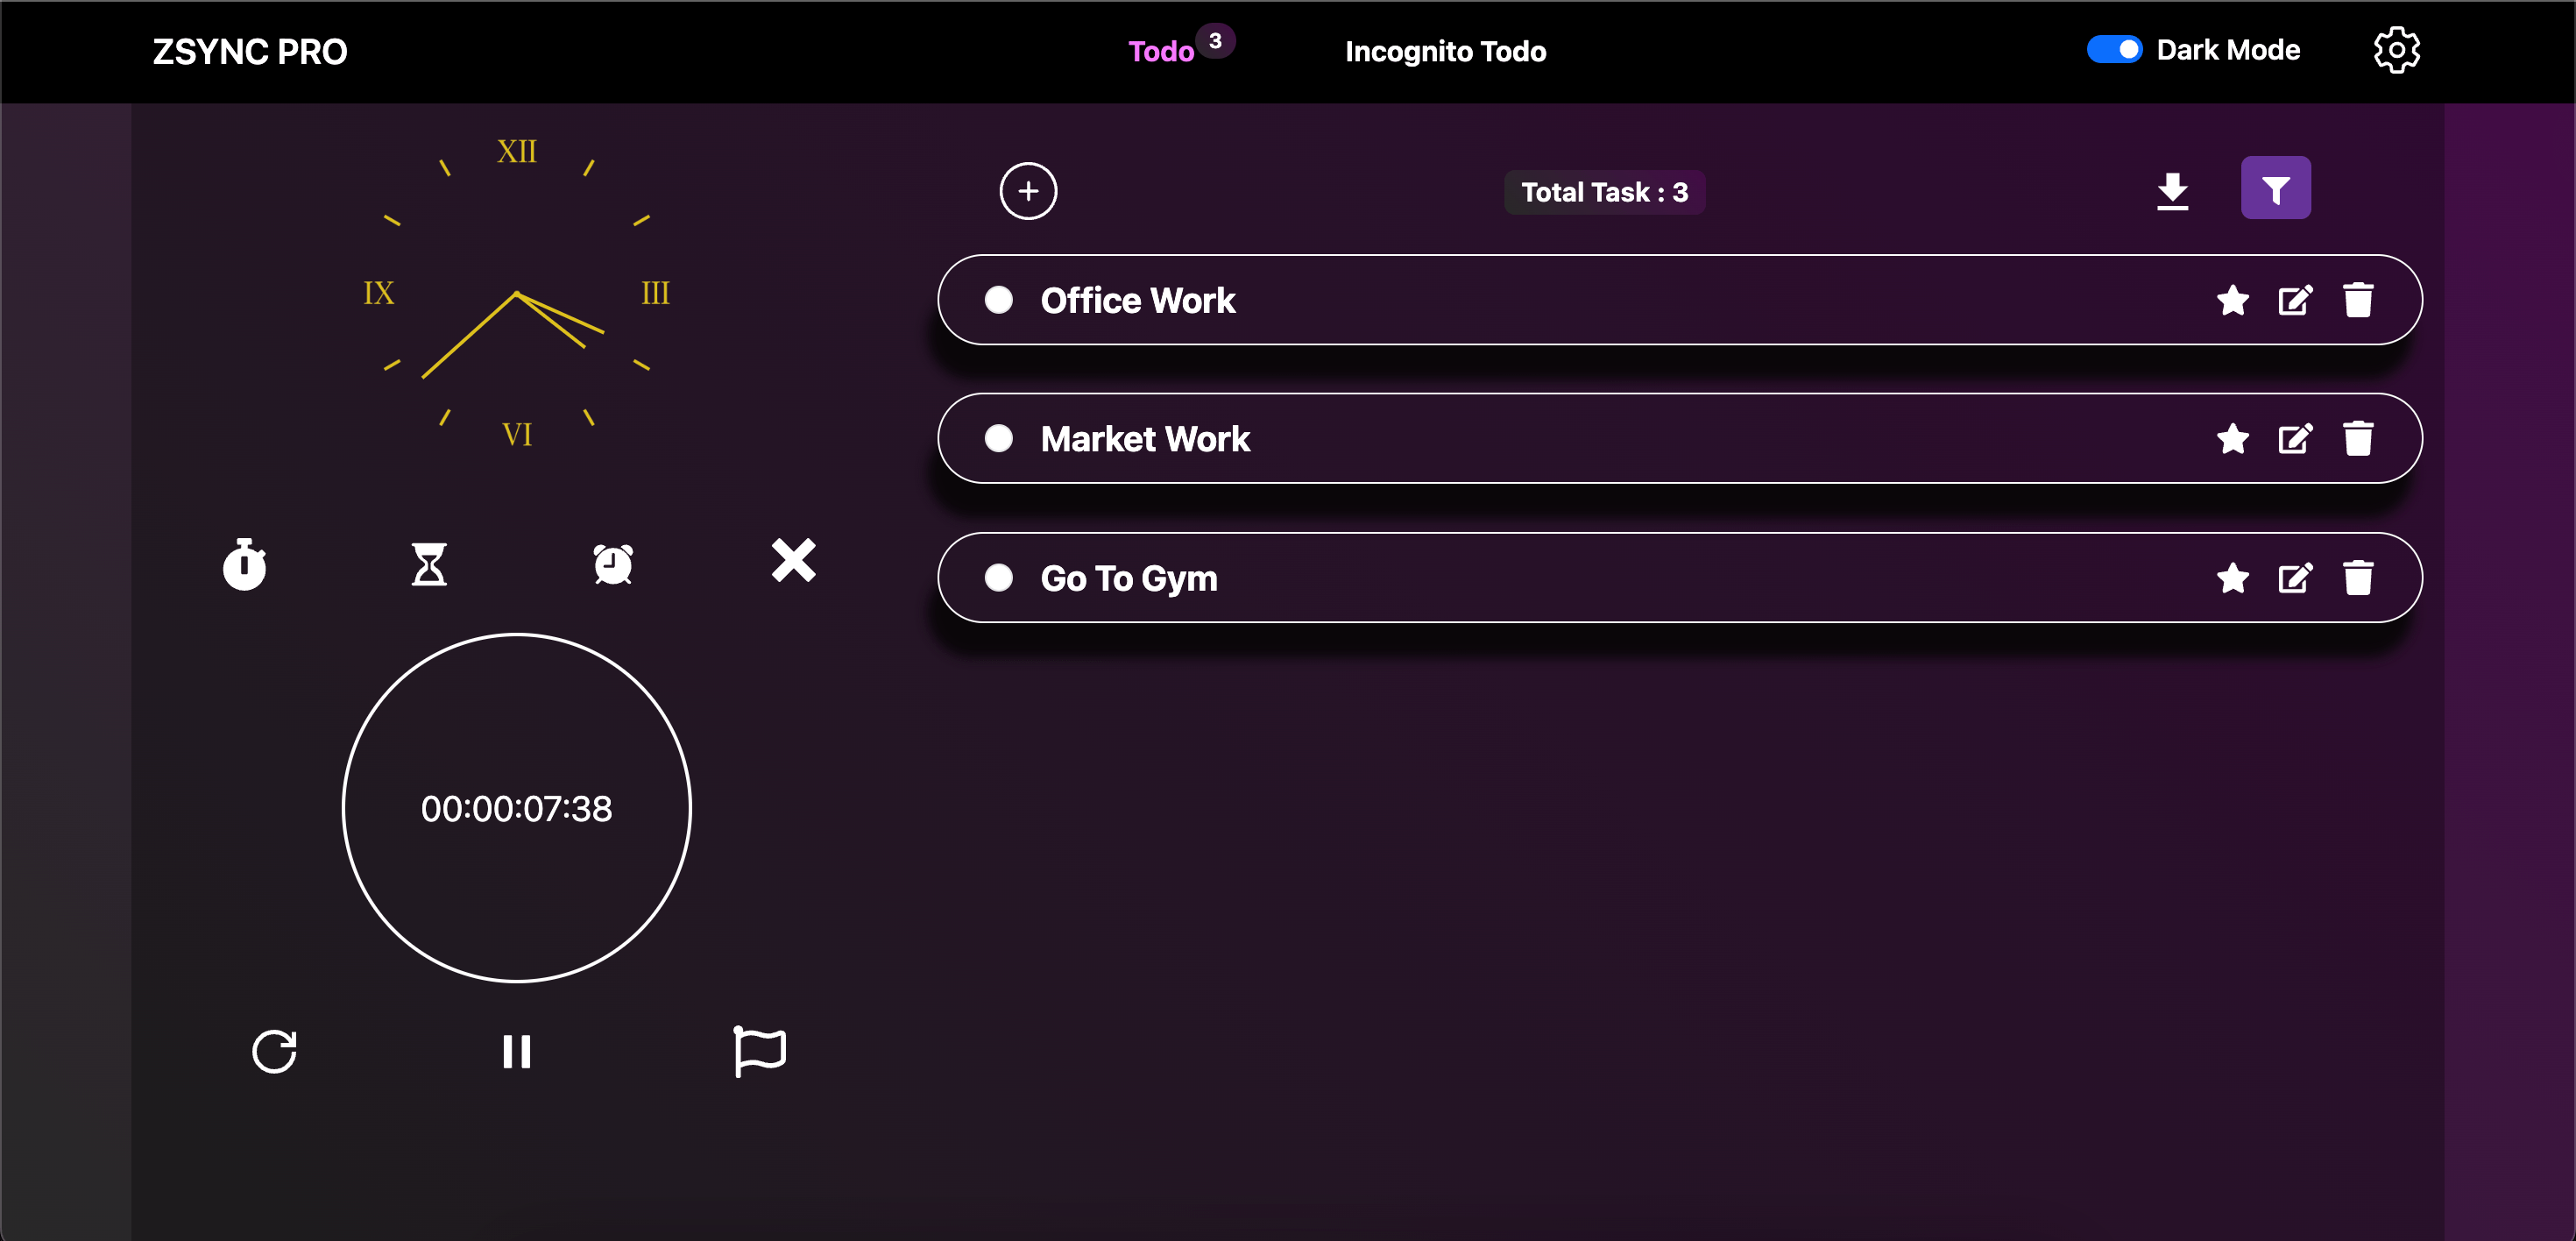 ZSYNC PRO
Todo 3
Incognito Todo
Dark Mode
XII
III
VI
IX
00:00:07:38
Total Task : 3
Office Work
Market Work
Go To Gym